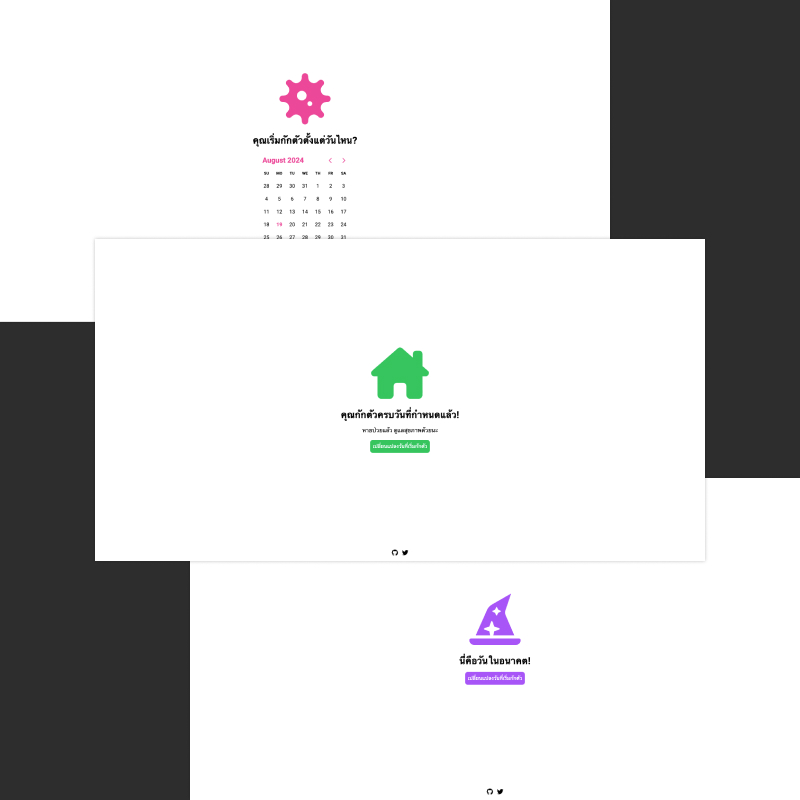 คุณเริ่มกักตัวตั้งแต่วันไหน?
August 2024
SU MO TU WE TH FR SA
28 29 30 31 1 2 3
4 5 6 7 8 9 10
11 12 13 14 15 16 17
18 19 20 21 22 23 24
25 26 27 28 29 30 31
คุณกักตัวครบวันที่กำหนดแล้ว!
หายป่วยแล้ว ดูแลสุขภาพด้วยนะ
เปลี่ยนแปลงวันที่เริ่มกักตัว
นี่คือวันในอนาคต!
เปลี่ยนแปลงวันที่เริ่มกักตัว